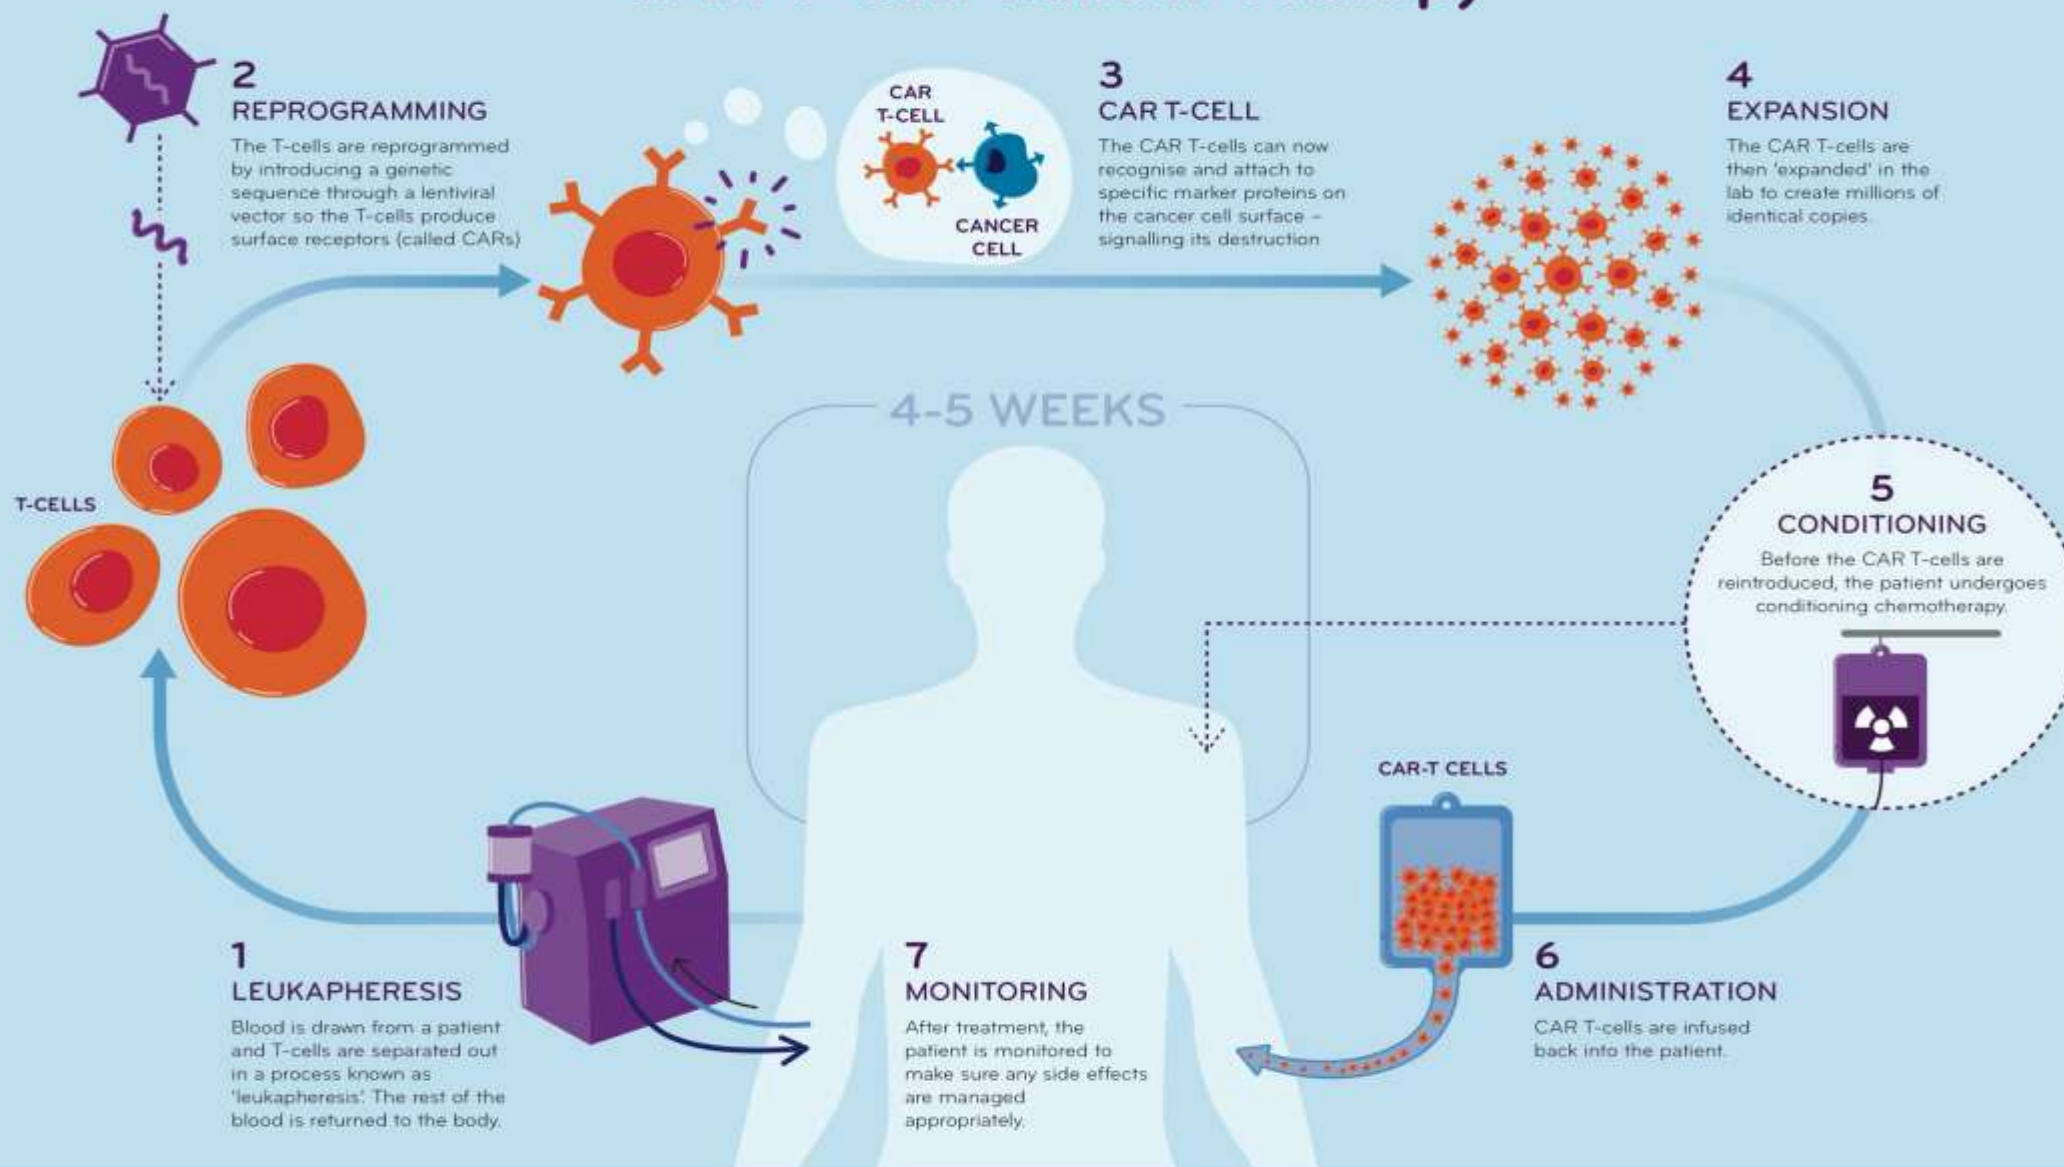 2
REPROGRAMMING
The T-cells are reprogrammed
by introducing a genetic
sequence through a lentiviral
vector so the T-cells produce
surface receptors (called CARs)
CAR
T-CELL
CANCER
CELL
3
CAR T-CELL
The CAR T-cells can now
recognise and attach to
specific marker proteins on
the cancer cell surface –
signalling its destruction
4
EXPANSION
The CAR T-cells are
then 'expanded' in the
lab to create millions of
identical copies.
4-5 WEEKS
T-CELLS
5
CONDITIONING
Before the CAR T-cells are
reintroduced, the patient undergoes
conditioning chemotherapy.
CAR-T CELLS
1
LEUKAPHERESIS
Blood is drawn from a patient
and T-cells are separated out
in a process known as
'leukapheresis'. The rest of the
blood is returned to the body.
7
MONITORING
After treatment, the
patient is monitored to
make sure any side effects
are managed
appropriately.
6
ADMINISTRATION
CAR T-cells are infused
back into the patient.